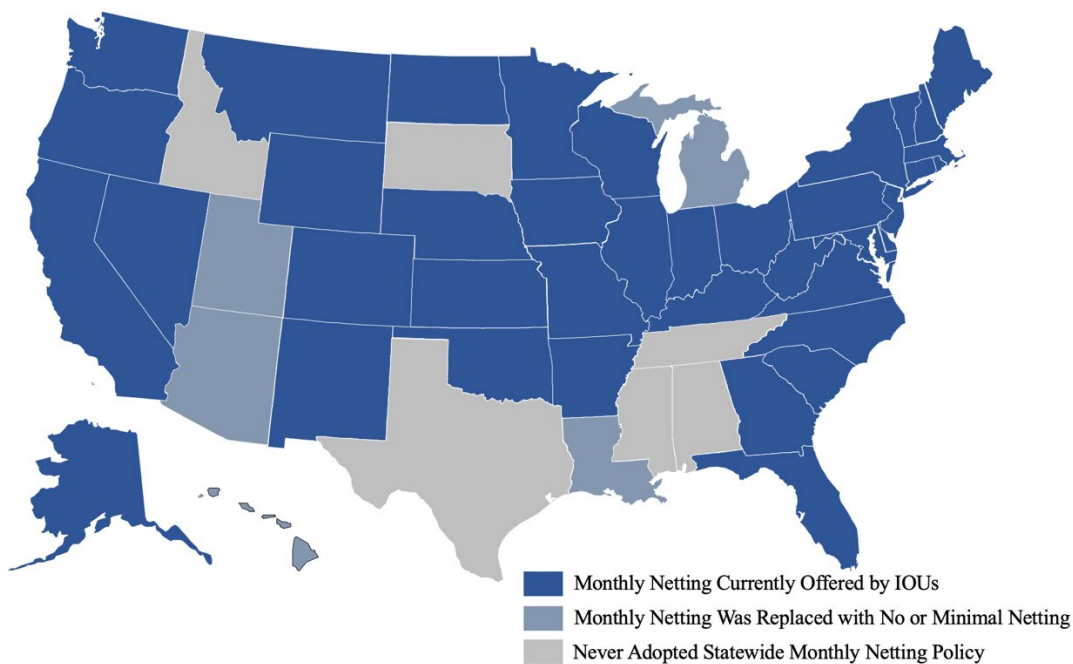 Monthly Netting Currently Offered by IOUs
Monthly Netting Was Replaced with No or Minimal Netting
Never Adopted Statewide Monthly Netting Policy